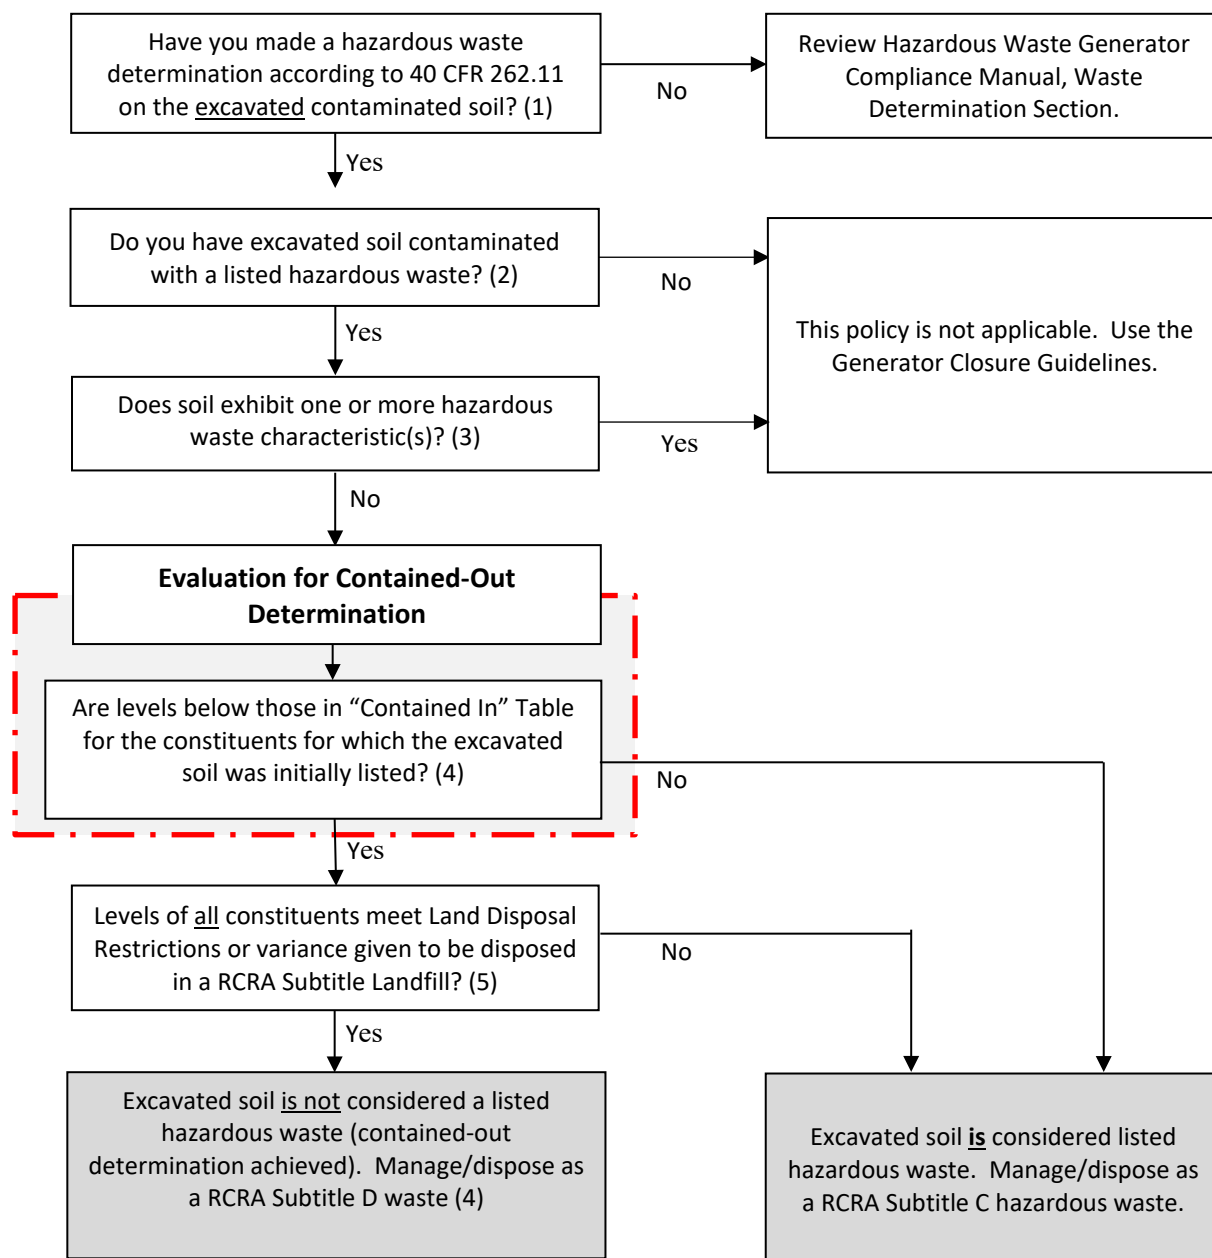 Have you made a hazardous waste
determination according to 40 CFR 262.11
on the excavated contaminated soil? (1)
No
Review Hazardous Waste Generator
Compliance Manual, Waste
Determination Section.
Yes
Do you have excavated soil contaminated
with a listed hazardous waste? (2)
No
This policy is not applicable.  Use the
Generator Closure Guidelines.
Yes
Does soil exhibit one or more hazardous
waste characteristic(s)? (3)
Yes
No
Evaluation for Contained-Out
Determination
Are levels below those in “Contained In” Table
for the constituents for which the excavated
soil was initially listed? (4)
No
Yes
Levels of all constituents meet Land Disposal
Restrictions or variance given to be disposed
in a RCRA Subtitle Landfill? (5)
No
Yes
Excavated soil is not considered a listed
hazardous waste (contained-out
determination achieved).  Manage/dispose as
a RCRA Subtitle D waste (4)
Excavated soil is considered listed
hazardous waste.  Manage/dispose as
a RCRA Subtitle C hazardous waste.